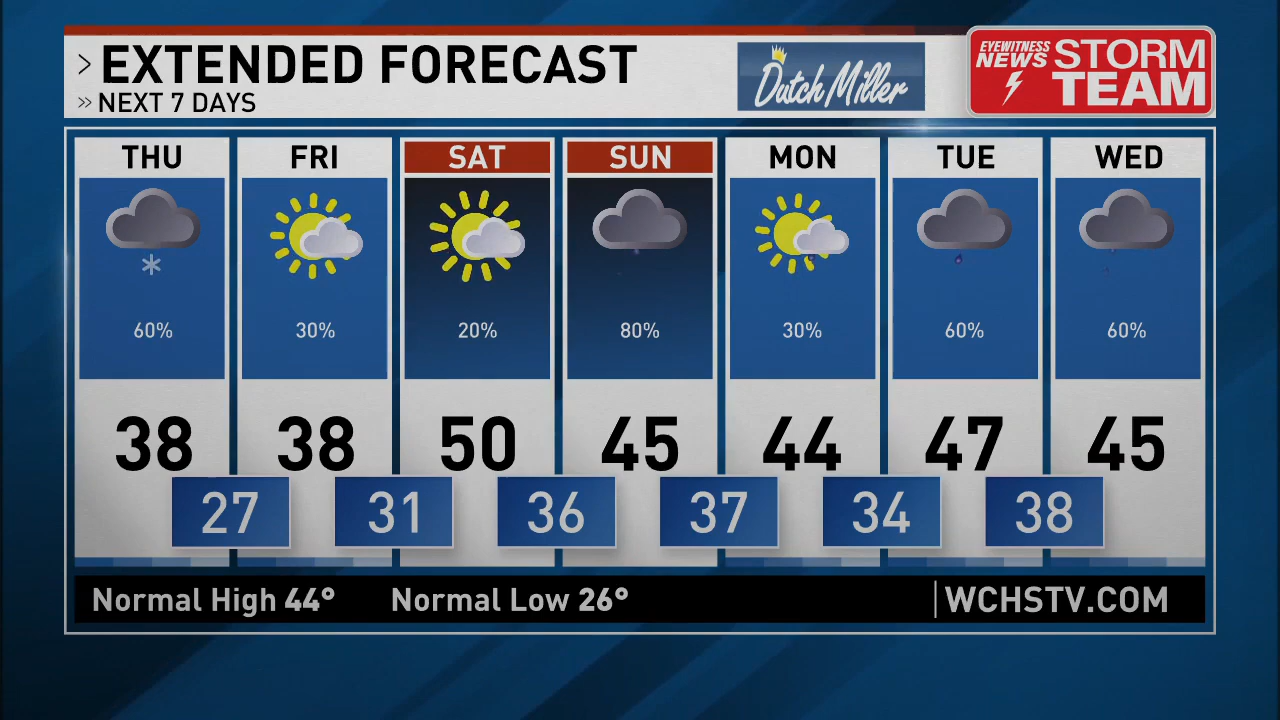 > EXTENDED FORECAST
» NEXT 7 DAYS
Dutch Miller
EYEWITNESS NEWS STORM TEAM
THU FRI SAT SUN MON TUE WED
60% 30% 20% 80% 30% 60% 60%
38 38 50 45 44 47 45
27 31 36 37 34 38
Normal High 44° Normal Low 26° |WCHSTV.COM